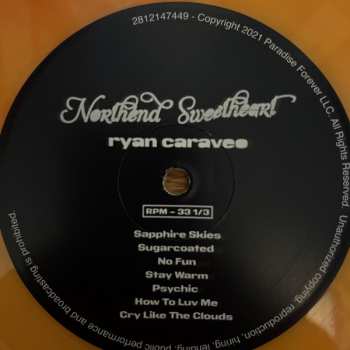 2812147449 - Copyright 2021 Paradise Forever LLC. All Rights Reserved. Unauthorized copying, reproduction, hiring, lending, public performance and broadcasting is prohibited.
Northend Sweetheart
ryan caraveo
RPM - 33 1/3
Sapphire Skies
Sugarcoated
No Fun
Stay Warm
Psychic
How To Luv Me
Cry Like The Clouds